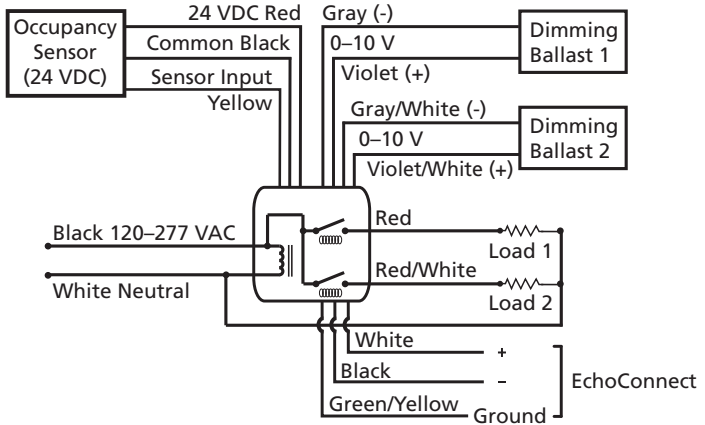 24 VDC Red
Gray (-)
Occupancy
Sensor
(24 VDC)
Common Black
0–10 V
Dimming
Ballast 1
Sensor Input
Yellow
Violet (+)
Gray/White (-)
0–10 V
Dimming
Ballast 2
Violet/White (+)
Black 120–277 VAC
Red
Load 1
White Neutral
Red/White
Load 2
White
+
Black
–
EchoConnect
Green/Yellow
Ground